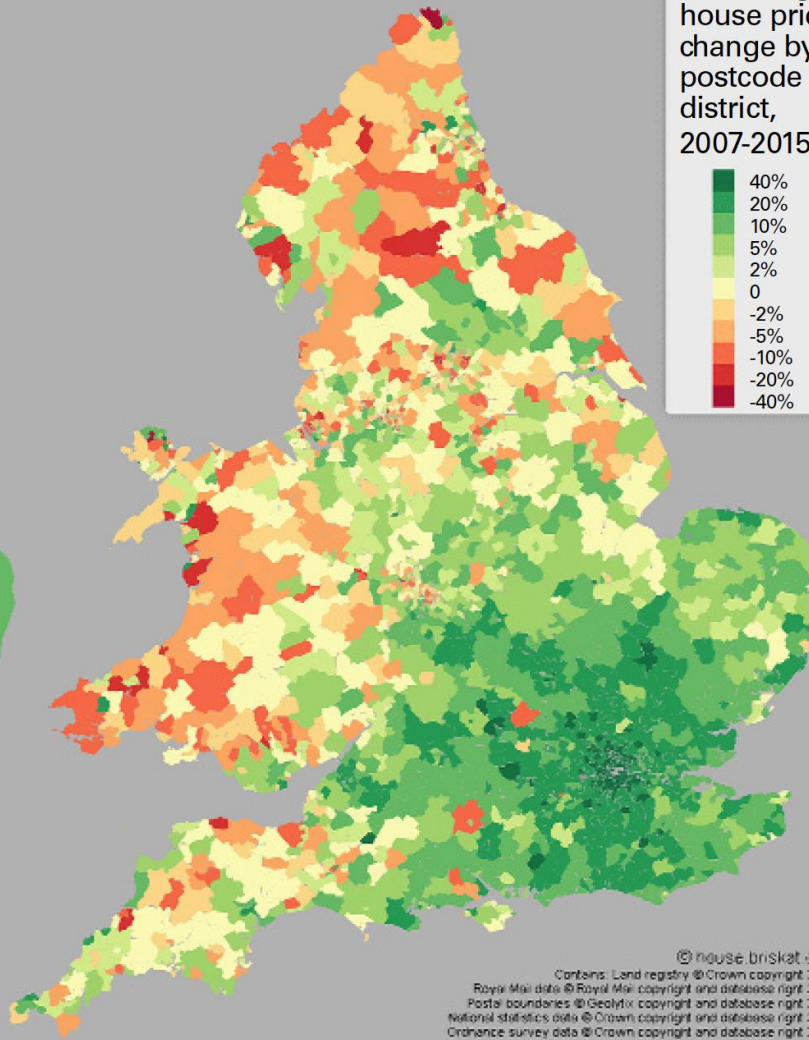 house pri
change by
postcode
district,
2007-2015
40%
20%
10%
5%
2%
0
-2%
-5%
-10%
-20%
-40%
© house.briskat
Contains: Land registry © Crown copyright
Royal Mail data © Royal Mail copyright and database right
Postal boundaries © Geolytix copyright and database right
National statistics data © Crown copyright and database right
Ordnance survey data © Crown copyright and database right